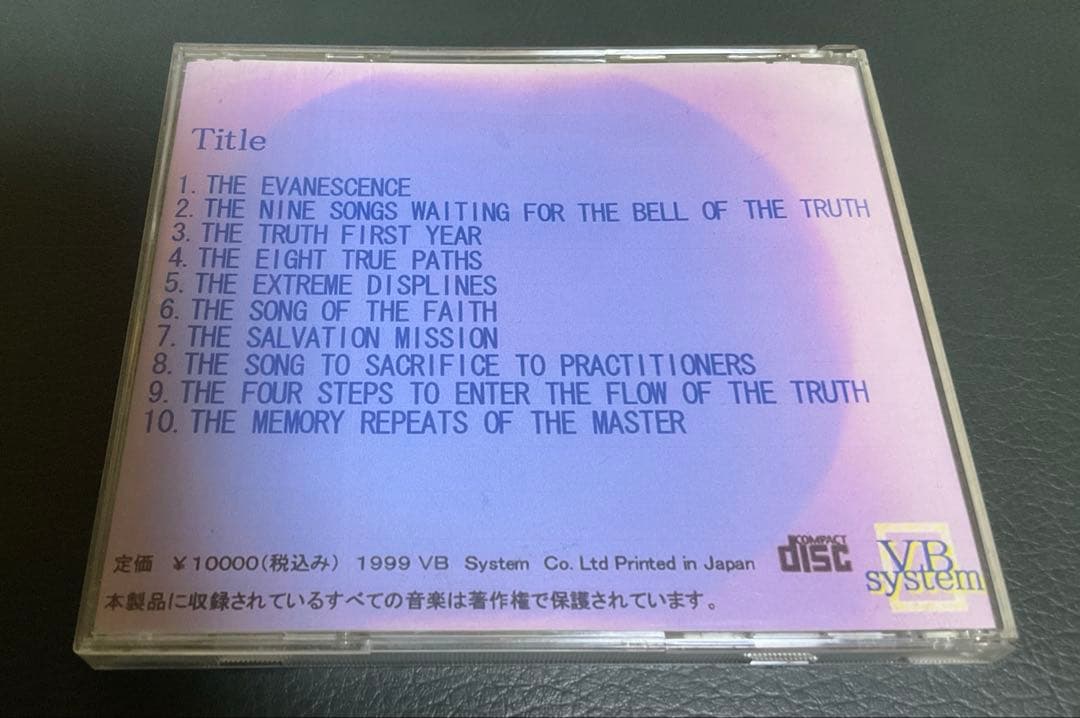 Title
1. THE EVANESCENCE
2. THE NINE SONGS WAITING FOR THE BELL OF THE TRUTH
3. THE TRUTH FIRST YEAR
4. THE EIGHT TRUE PATHS
5. THE EXTREME DISPLINES
6. THE SONG OF THE FAITH
7. THE SALVATION MISSION
8. THE SONG TO SACRIFICE TO PRACTITIONERS
9. THE FOUR STEPS TO ENTER THE FLOW OF THE TRUTH
10. THE MEMORY REPEATS OF THE MASTER
定価 ¥10000(税込み) 1999 VB System Co. Ltd Printed in Japan
COMPACT
disc
VB
system
本製品に収録されているすべての音楽は著作権で保護されています。